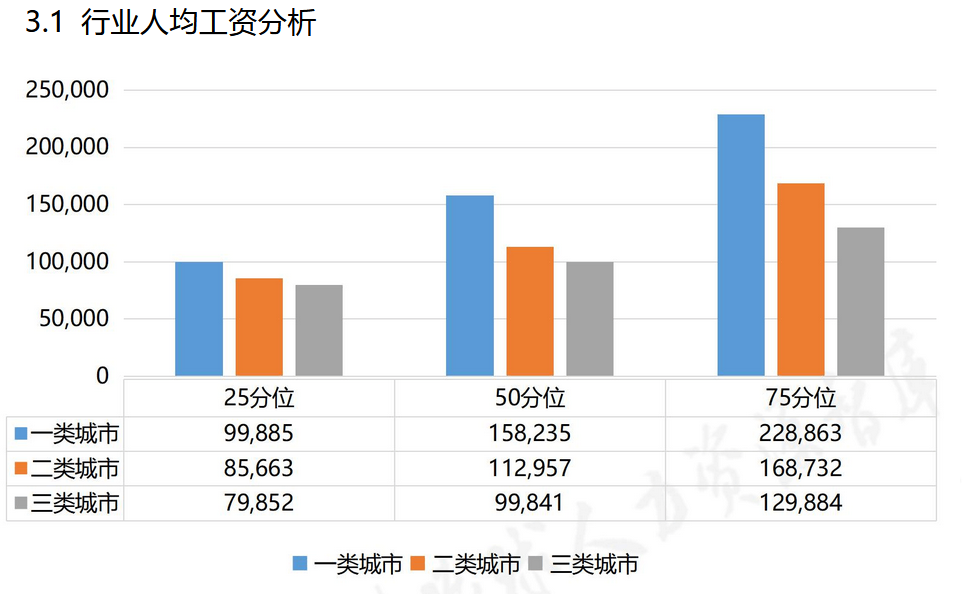 3.1 行业人均工资分析
250,000
200,000
150,000
100,000
50,000
0
25分位 50分位 75分位
一类城市 99,885 158,235 228,863
二类城市 85,663 112,957 168,732
三类城市 79,852 99,841 129,884
一类城市 二类城市 三类城市